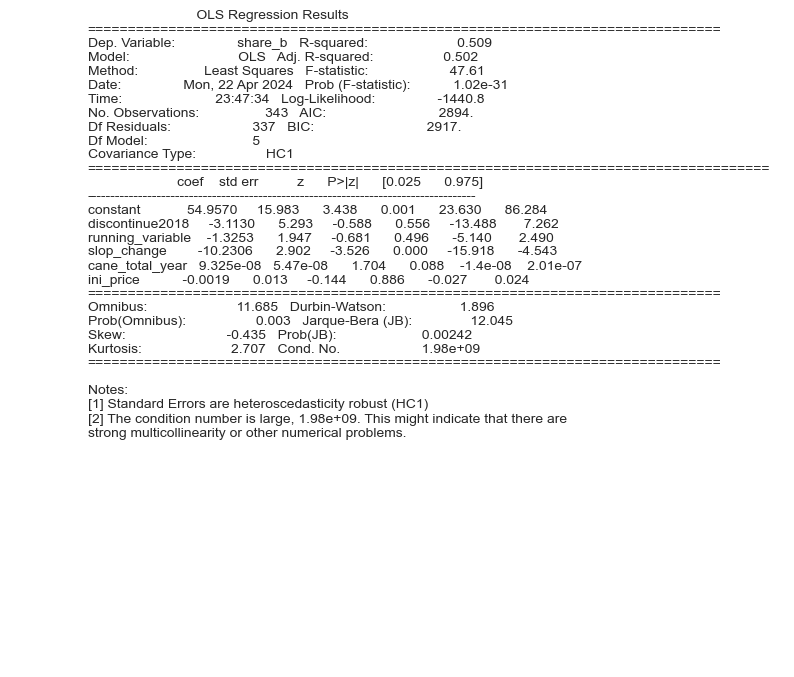 OLS Regression Results
==============================================================================
Dep. Variable: share_b R-squared: 0.509
Model: OLS Adj. R-squared: 0.502
Method: Least Squares F-statistic: 47.61
Date: Mon, 22 Apr 2024 Prob (F-statistic): 1.02e-31
Time: 23:47:34 Log-Likelihood: -1440.8
No. Observations: 343 AIC: 2894.
Df Residuals: 337 BIC: 2917.
Df Model: 5
Covariance Type: HC1
====================================================================================
coef std err z P>|z| [0.025 0.975]
------------------------------------------------------------------------------------
constant 54.9570 15.983 3.438 0.001 23.630 86.284
discontinue2018 -3.1130 5.293 -0.588 0.556 -13.488 7.262
running_variable -1.3253 1.947 -0.681 0.496 -5.140 2.490
slop_change -10.2306 2.902 -3.526 0.000 -15.918 -4.543
cane_total_year 9.325e-08 5.47e-08 1.704 0.088 -1.4e-08 2.01e-07
ini_price -0.0019 0.013 -0.144 0.886 -0.027 0.024
==============================================================================
Omnibus: 11.685 Durbin-Watson: 1.896
Prob(Omnibus): 0.003 Jarque-Bera (JB): 12.045
Skew: -0.435 Prob(JB): 0.00242
Kurtosis: 2.707 Cond. No. 1.98e+09
==============================================================================
Notes:
[1] Standard Errors are heteroscedasticity robust (HC1)
[2] The condition number is large, 1.98e+09. This might indicate that there are
strong multicollinearity or other numerical problems.